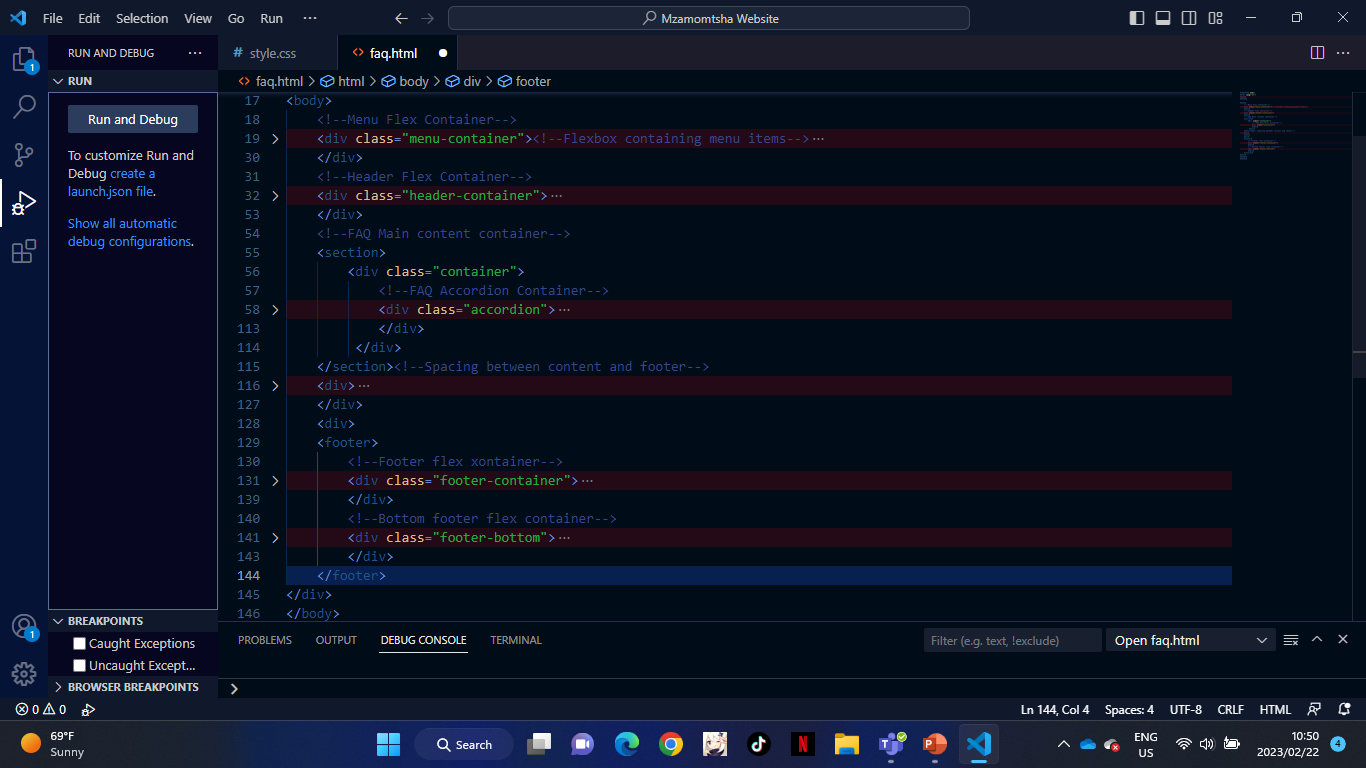 File Edit Selection View Go Run ··· Mzamomtsha Website
RUN AND DEBUG ···
# style.css <> faq.html
RUN
<> faq.html > html > body > div > footer
Run and Debug
To customize Run and
Debug create a
launch.json file.
Show all automatic
debug configurations.
17 <body>
18 <!--Menu Flex Container-->
19 <div class="menu-container"><!--Flexbox containing menu items-->···
30 </div>
31 <!--Header Flex Container-->
32 <div class="header-container">···
53 </div>
54 <!--FAQ Main content container-->
55 <section>
56 <div class="container">
57 <!--FAQ Accordion Container-->
58 <div class="accordion">···
113 </div>
114 </div>
115 </section><!--Spacing between content and footer-->
116 <div>···
127 </div>
128 <div>
129 <footer>
130 <!--Footer flex xontainer-->
131 <div class="footer-container">···
139 </div>
140 <!--Bottom footer flex container-->
141 <div class="footer-bottom">···
143 </div>
144 </footer>
145 </div>
146 </body>
1
1
BREAKPOINTS
Caught Exceptions
Uncaught Except...
BROWSER BREAKPOINTS
PROBLEMS OUTPUT DEBUG CONSOLE TERMINAL
Filter (e.g. text, !exclude) Open faq.html
0 0
Ln 144, Col 4 Spaces: 4 UTF-8 CRLF HTML
69°F
Sunny
Search
ENG
US
10:50
2023/02/22
4